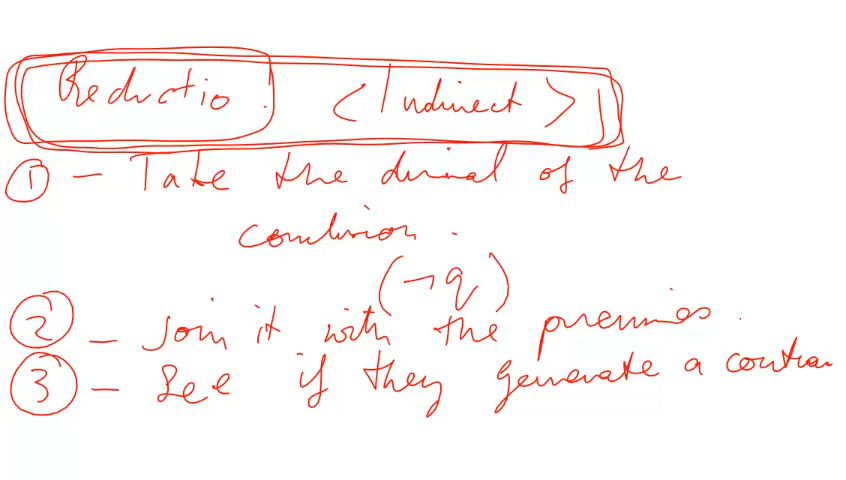 Reductio. <Indirect>
① - Take the denial of the
conclusion.
(¬q)
② - Join it with the premises.
③ - See if they generate a contra